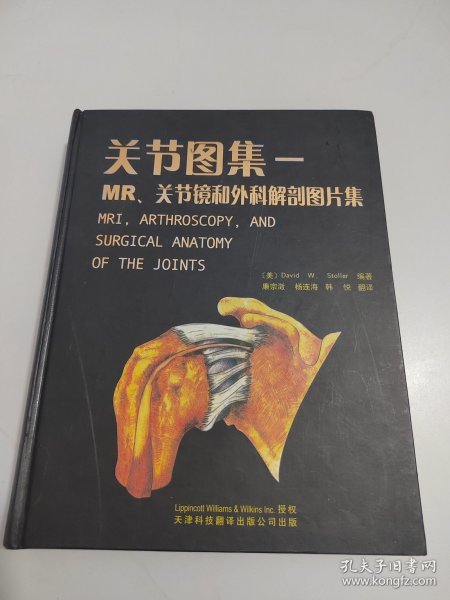 关节图集一
MR、关节镜和外科解剖图片集
MRI, ARTHROSCOPY, AND
SURGICAL ANATOMY
OF THE JOINTS
〔美〕David W. Stoller 编著
康宗澂 杨连海 韩悦 翻译
Lippincott Williams & Wilkins Inc. 授权
天津科技翻译出版公司出版
孔夫子旧书网
www.kongfz.com